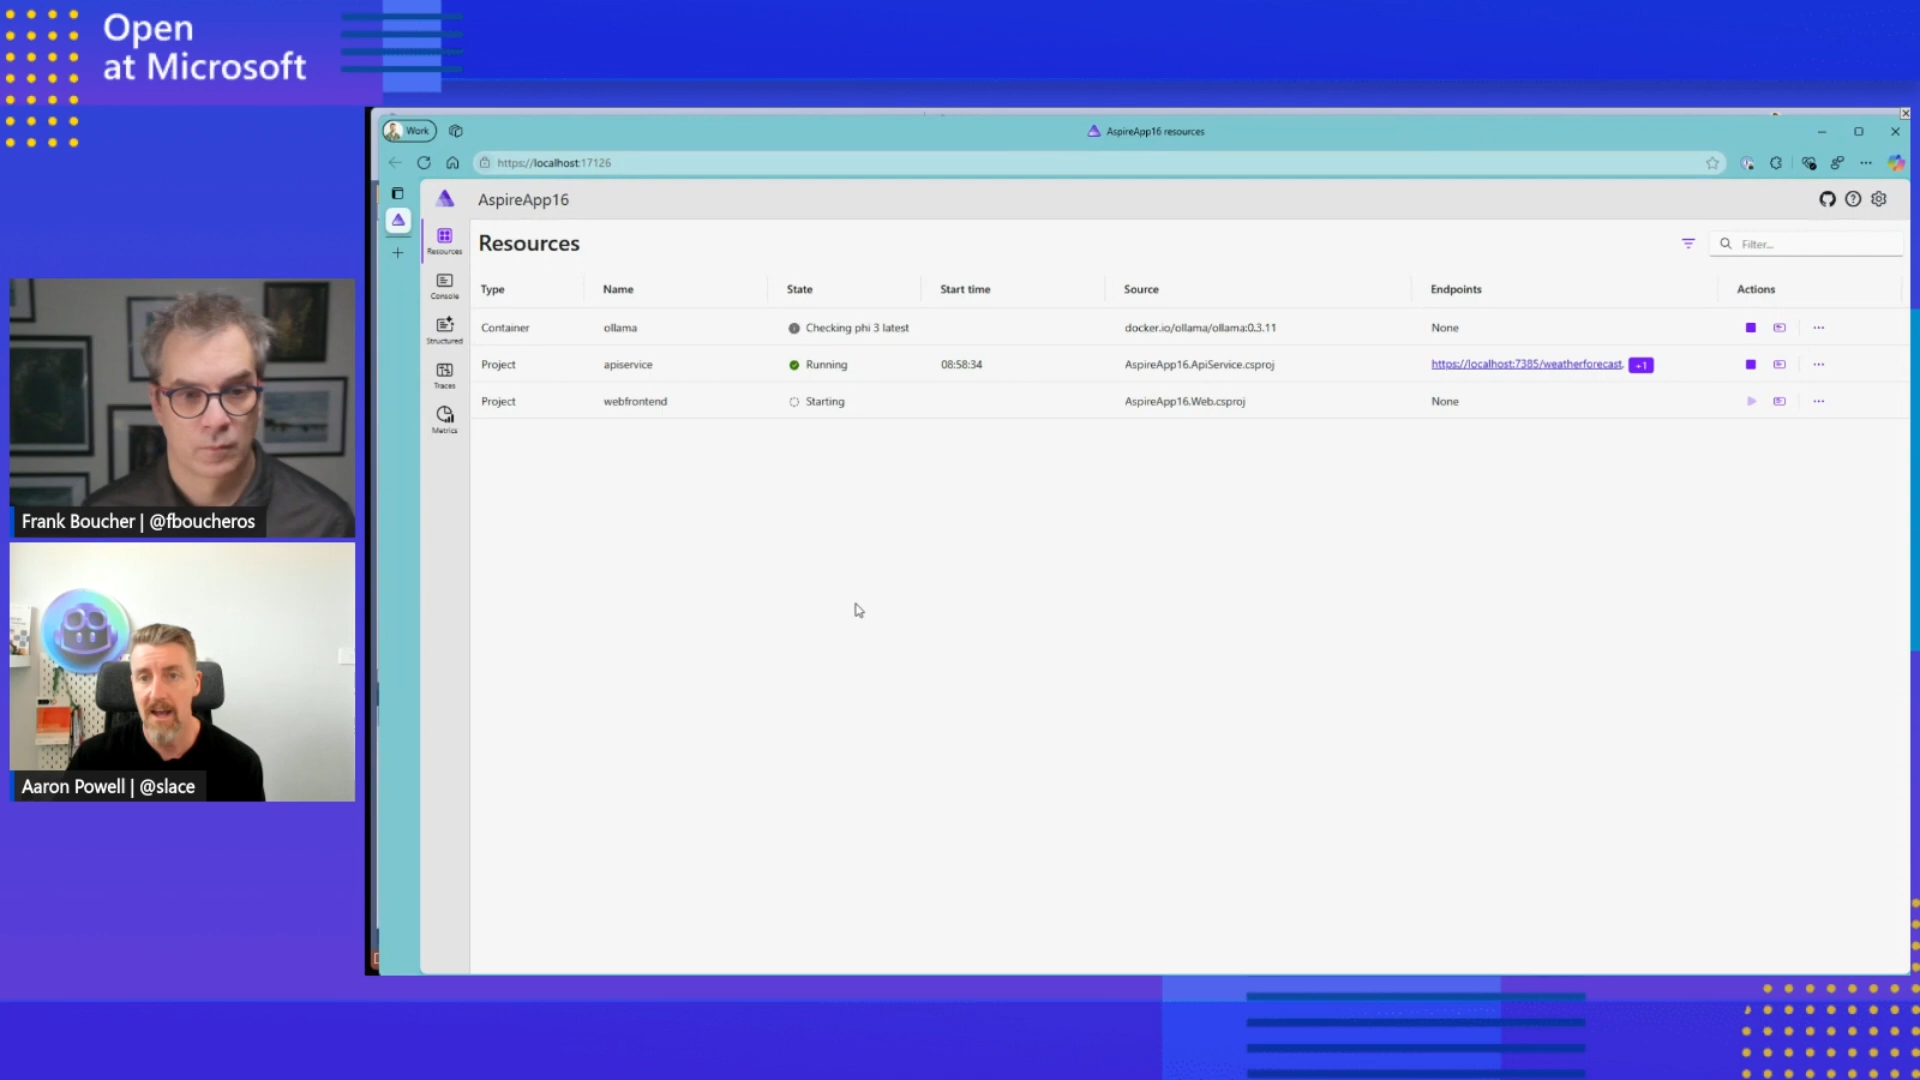 Open
at Microsoft
Work
AspireApp16 resources
https://localhost:17126
AspireApp16
Resources
Filter...
Resources
Console
Structured
Traces
Metrics
Type Name State Start time Source Endpoints Actions
Container ollama Checking phi 3 latest docker.io/ollama/ollama:0.3.11 None
Project apiservice Running 08:58:34 AspireApp16.ApiService.csproj https://localhost:7385/weatherforecast, +1
Project webfrontend Starting AspireApp16.Web.csproj None
Frank Boucher | @fboucheros
Aaron Powell | @slace